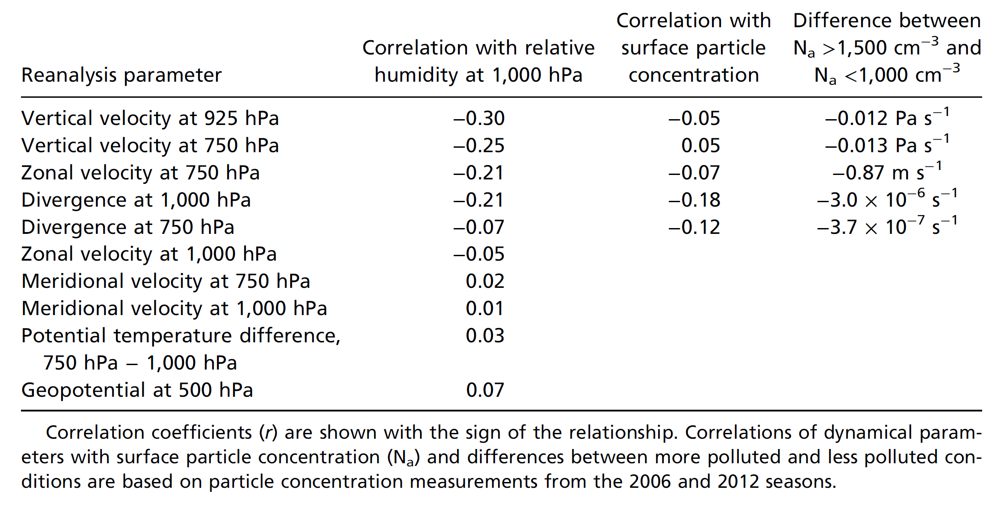 Reanalysis parameter | Correlation with relative humidity at 1,000 hPa | Correlation with surface particle concentration | Difference between Nₐ >1,500 cm⁻³ and Nₐ <1,000 cm⁻³
Vertical velocity at 925 hPa −0.30 −0.05 −0.012 Pa s⁻¹
Vertical velocity at 750 hPa −0.25 0.05 −0.013 Pa s⁻¹
Zonal velocity at 750 hPa −0.21 −0.07 −0.87 m s⁻¹
Divergence at 1,000 hPa −0.21 −0.18 −3.0 × 10⁻⁶ s⁻¹
Divergence at 750 hPa −0.07 −0.12 −3.7 × 10⁻⁷ s⁻¹
Zonal velocity at 1,000 hPa −0.05
Meridional velocity at 750 hPa 0.02
Meridional velocity at 1,000 hPa 0.01
Potential temperature difference, 0.03
750 hPa − 1,000 hPa
Geopotential at 500 hPa 0.07
Correlation coefficients (r) are shown with the sign of the relationship. Correlations of dynamical param-
eters with surface particle concentration (Nₐ) and differences between more polluted and less polluted con-
ditions are based on particle concentration measurements from the 2006 and 2012 seasons.